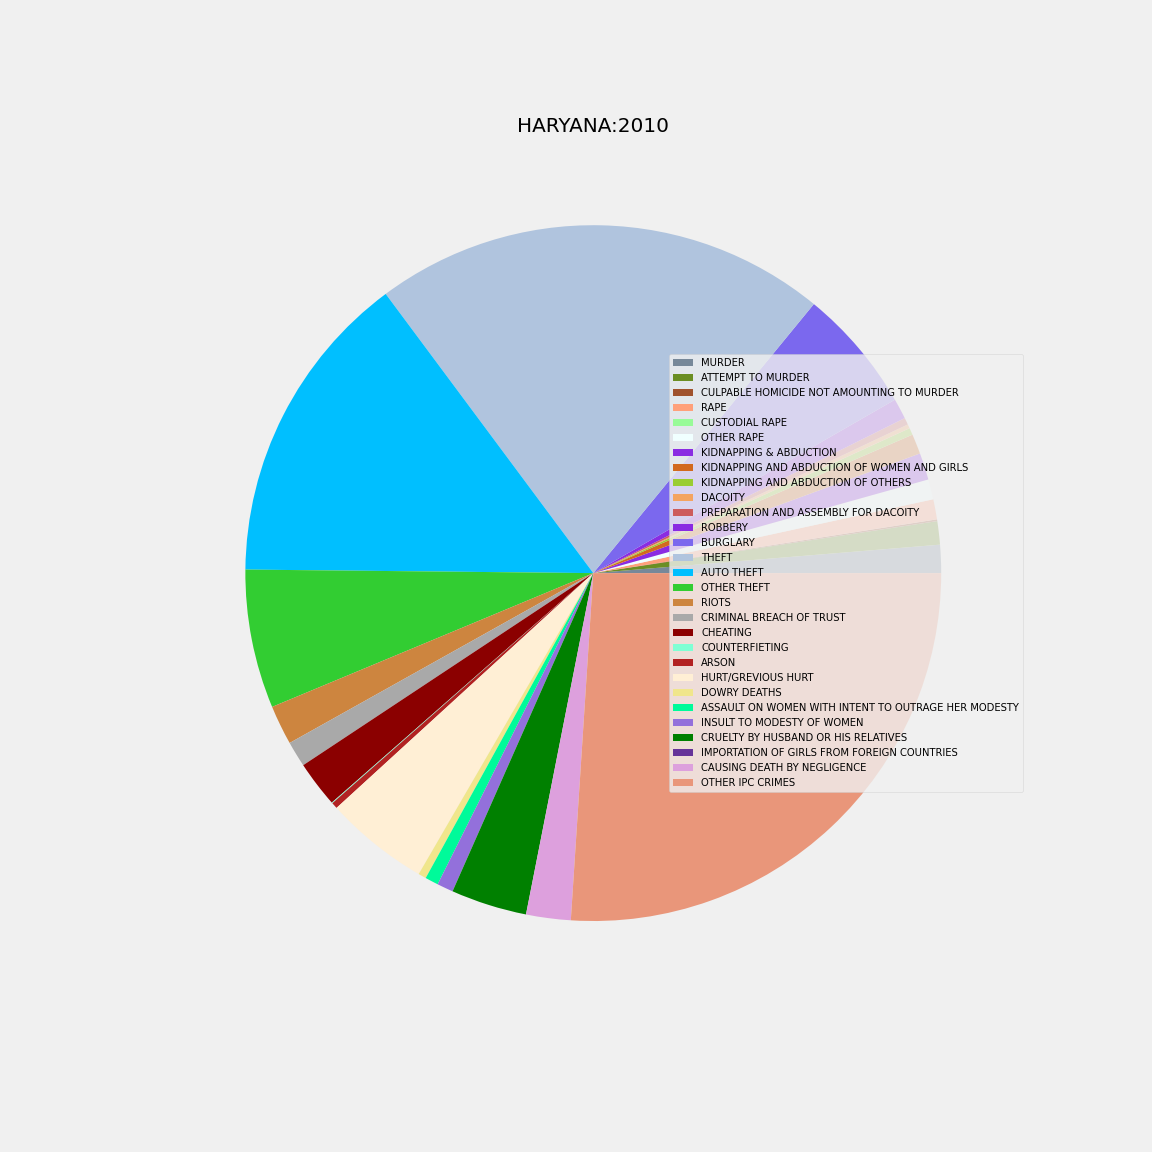 HARYANA:2010
MURDER
ATTEMPT TO MURDER
CULPABLE HOMICIDE NOT AMOUNTING TO MURDER
RAPE
CUSTODIAL RAPE
OTHER RAPE
KIDNAPPING & ABDUCTION
KIDNAPPING AND ABDUCTION OF WOMEN AND GIRLS
KIDNAPPING AND ABDUCTION OF OTHERS
DACOITY
PREPARATION AND ASSEMBLY FOR DACOITY
ROBBERY
BURGLARY
THEFT
AUTO THEFT
OTHER THEFT
RIOTS
CRIMINAL BREACH OF TRUST
CHEATING
COUNTERFIETING
ARSON
HURT/GREVIOUS HURT
DOWRY DEATHS
ASSAULT ON WOMEN WITH INTENT TO OUTRAGE HER MODESTY
INSULT TO MODESTY OF WOMEN
CRUELTY BY HUSBAND OR HIS RELATIVES
IMPORTATION OF GIRLS FROM FOREIGN COUNTRIES
CAUSING DEATH BY NEGLIGENCE
OTHER IPC CRIMES